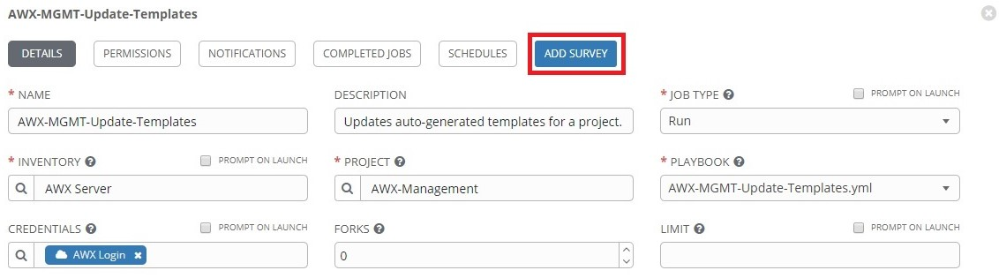 AWX-MGMT-Update-Templates
DETAILS PERMISSIONS NOTIFICATIONS COMPLETED JOBS SCHEDULES ADD SURVEY
* NAME DESCRIPTION * JOB TYPE ? PROMPT ON LAUNCH
AWX-MGMT-Update-Templates Updates auto-generated templates for a project. Run
* INVENTORY ? PROMPT ON LAUNCH * PROJECT ? * PLAYBOOK ?
AWX Server AWX-Management AWX-MGMT-Update-Templates.yml
CREDENTIALS ? PROMPT ON LAUNCH FORKS ? LIMIT ? PROMPT ON LAUNCH
AWX Login × 0